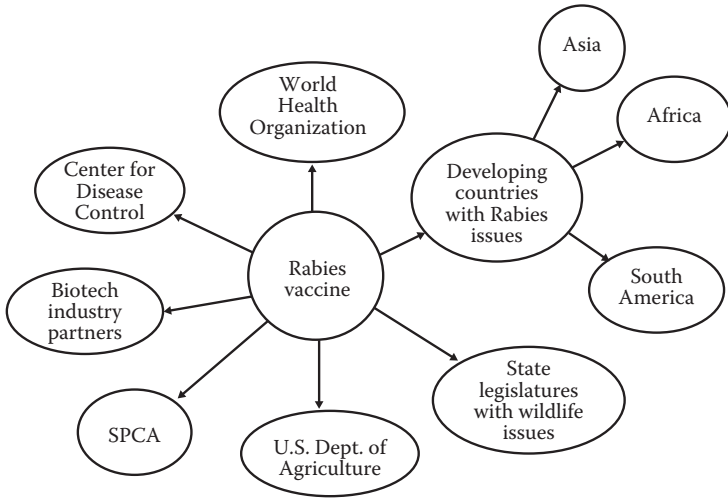 Asia
World
Health
Organization
Africa
Center for
Disease
Control
Developing
countries
with Rabies
issues
Rabies
vaccine
South
America
Biotech
industry
partners
State
legislatures
with wildlife
issues
SPCA
U.S. Dept. of
Agriculture